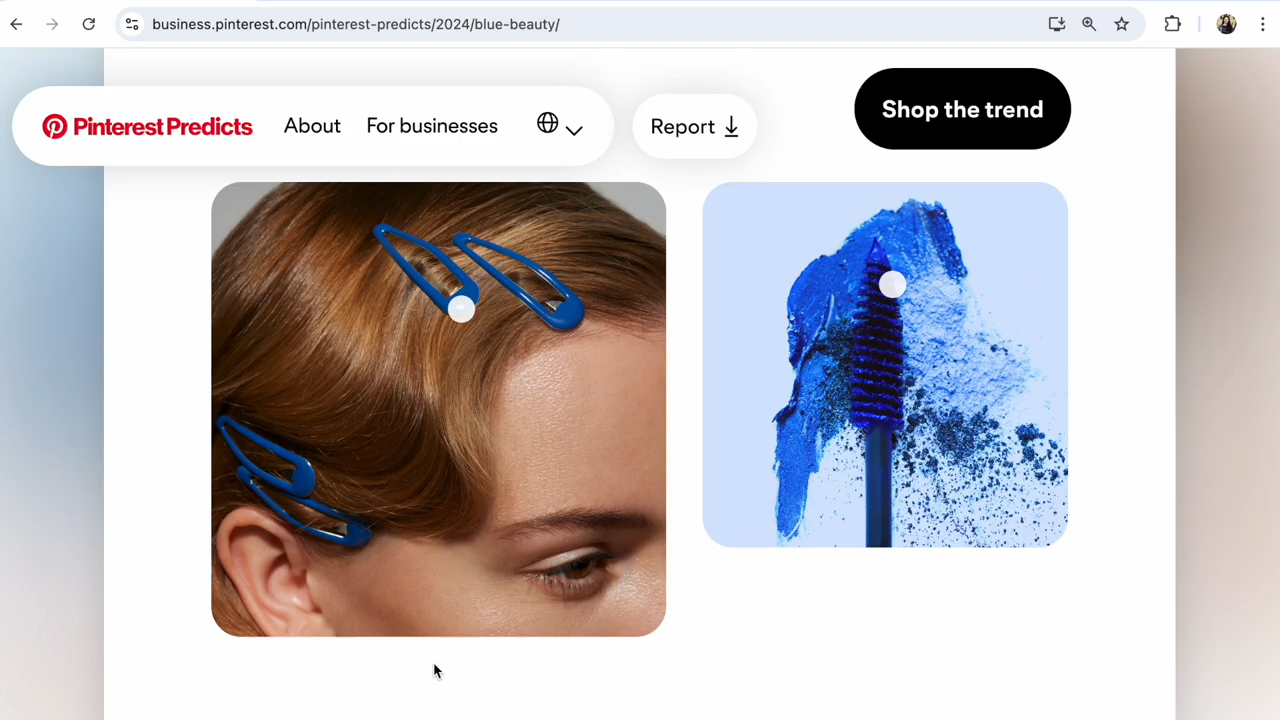 business.pinterest.com/pinterest-predicts/2024/blue-beauty/
Shop the trend
Pinterest Predicts About For businesses Report